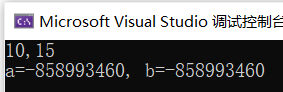 Microsoft Visual Studio 调试控制台
10,15
a=-858993460, b=-858993460